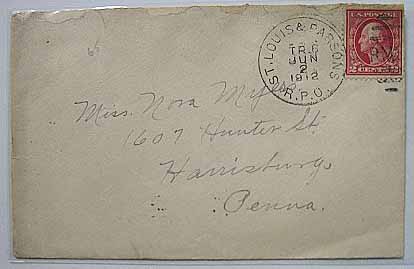 ST. LOUIS & PARSONS
TR. 6
JUN
2
1912
R.P.O.
U.S. POSTAGE
2 CENTS 2
Miss. Nora Myers
1607 Hunter St.
Harrisburg,
Penna.